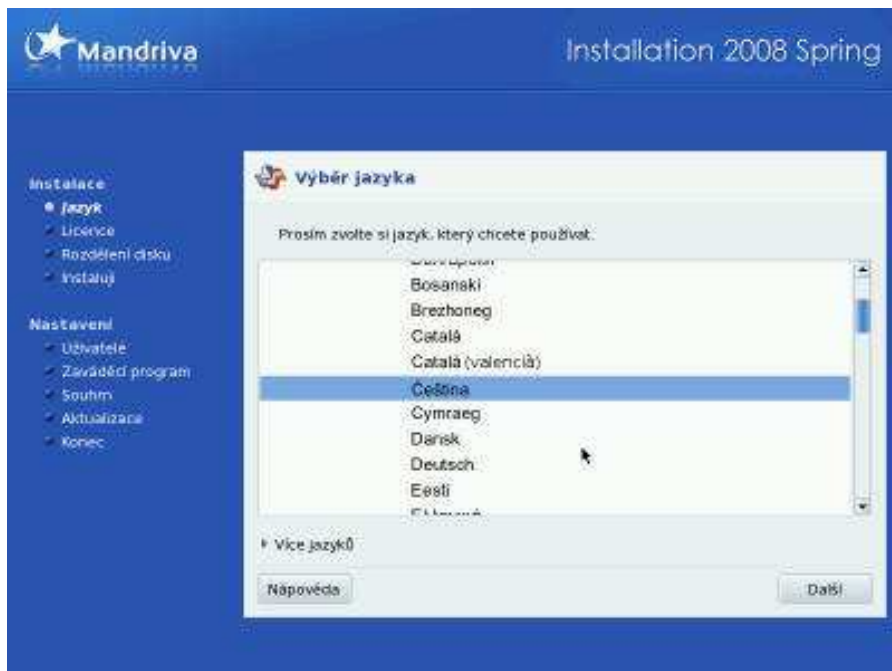 Mandriva
Installation 2008 Spring
Instalace
Jazyk
Licence
Rozdělení disku
Instaluji
Nastavení
Uživatelé
Zaváděcí program
Souhrn
Aktualizace
Konec
Výběr jazyka
Prosím zvolte si jazyk, který chcete používat.
Bosanski
Brezhoneg
Català
Català (valencià)
Čeština
Cymraeg
Dansk
Deutsch
Eesti
Více jazyků
Nápověda
Další